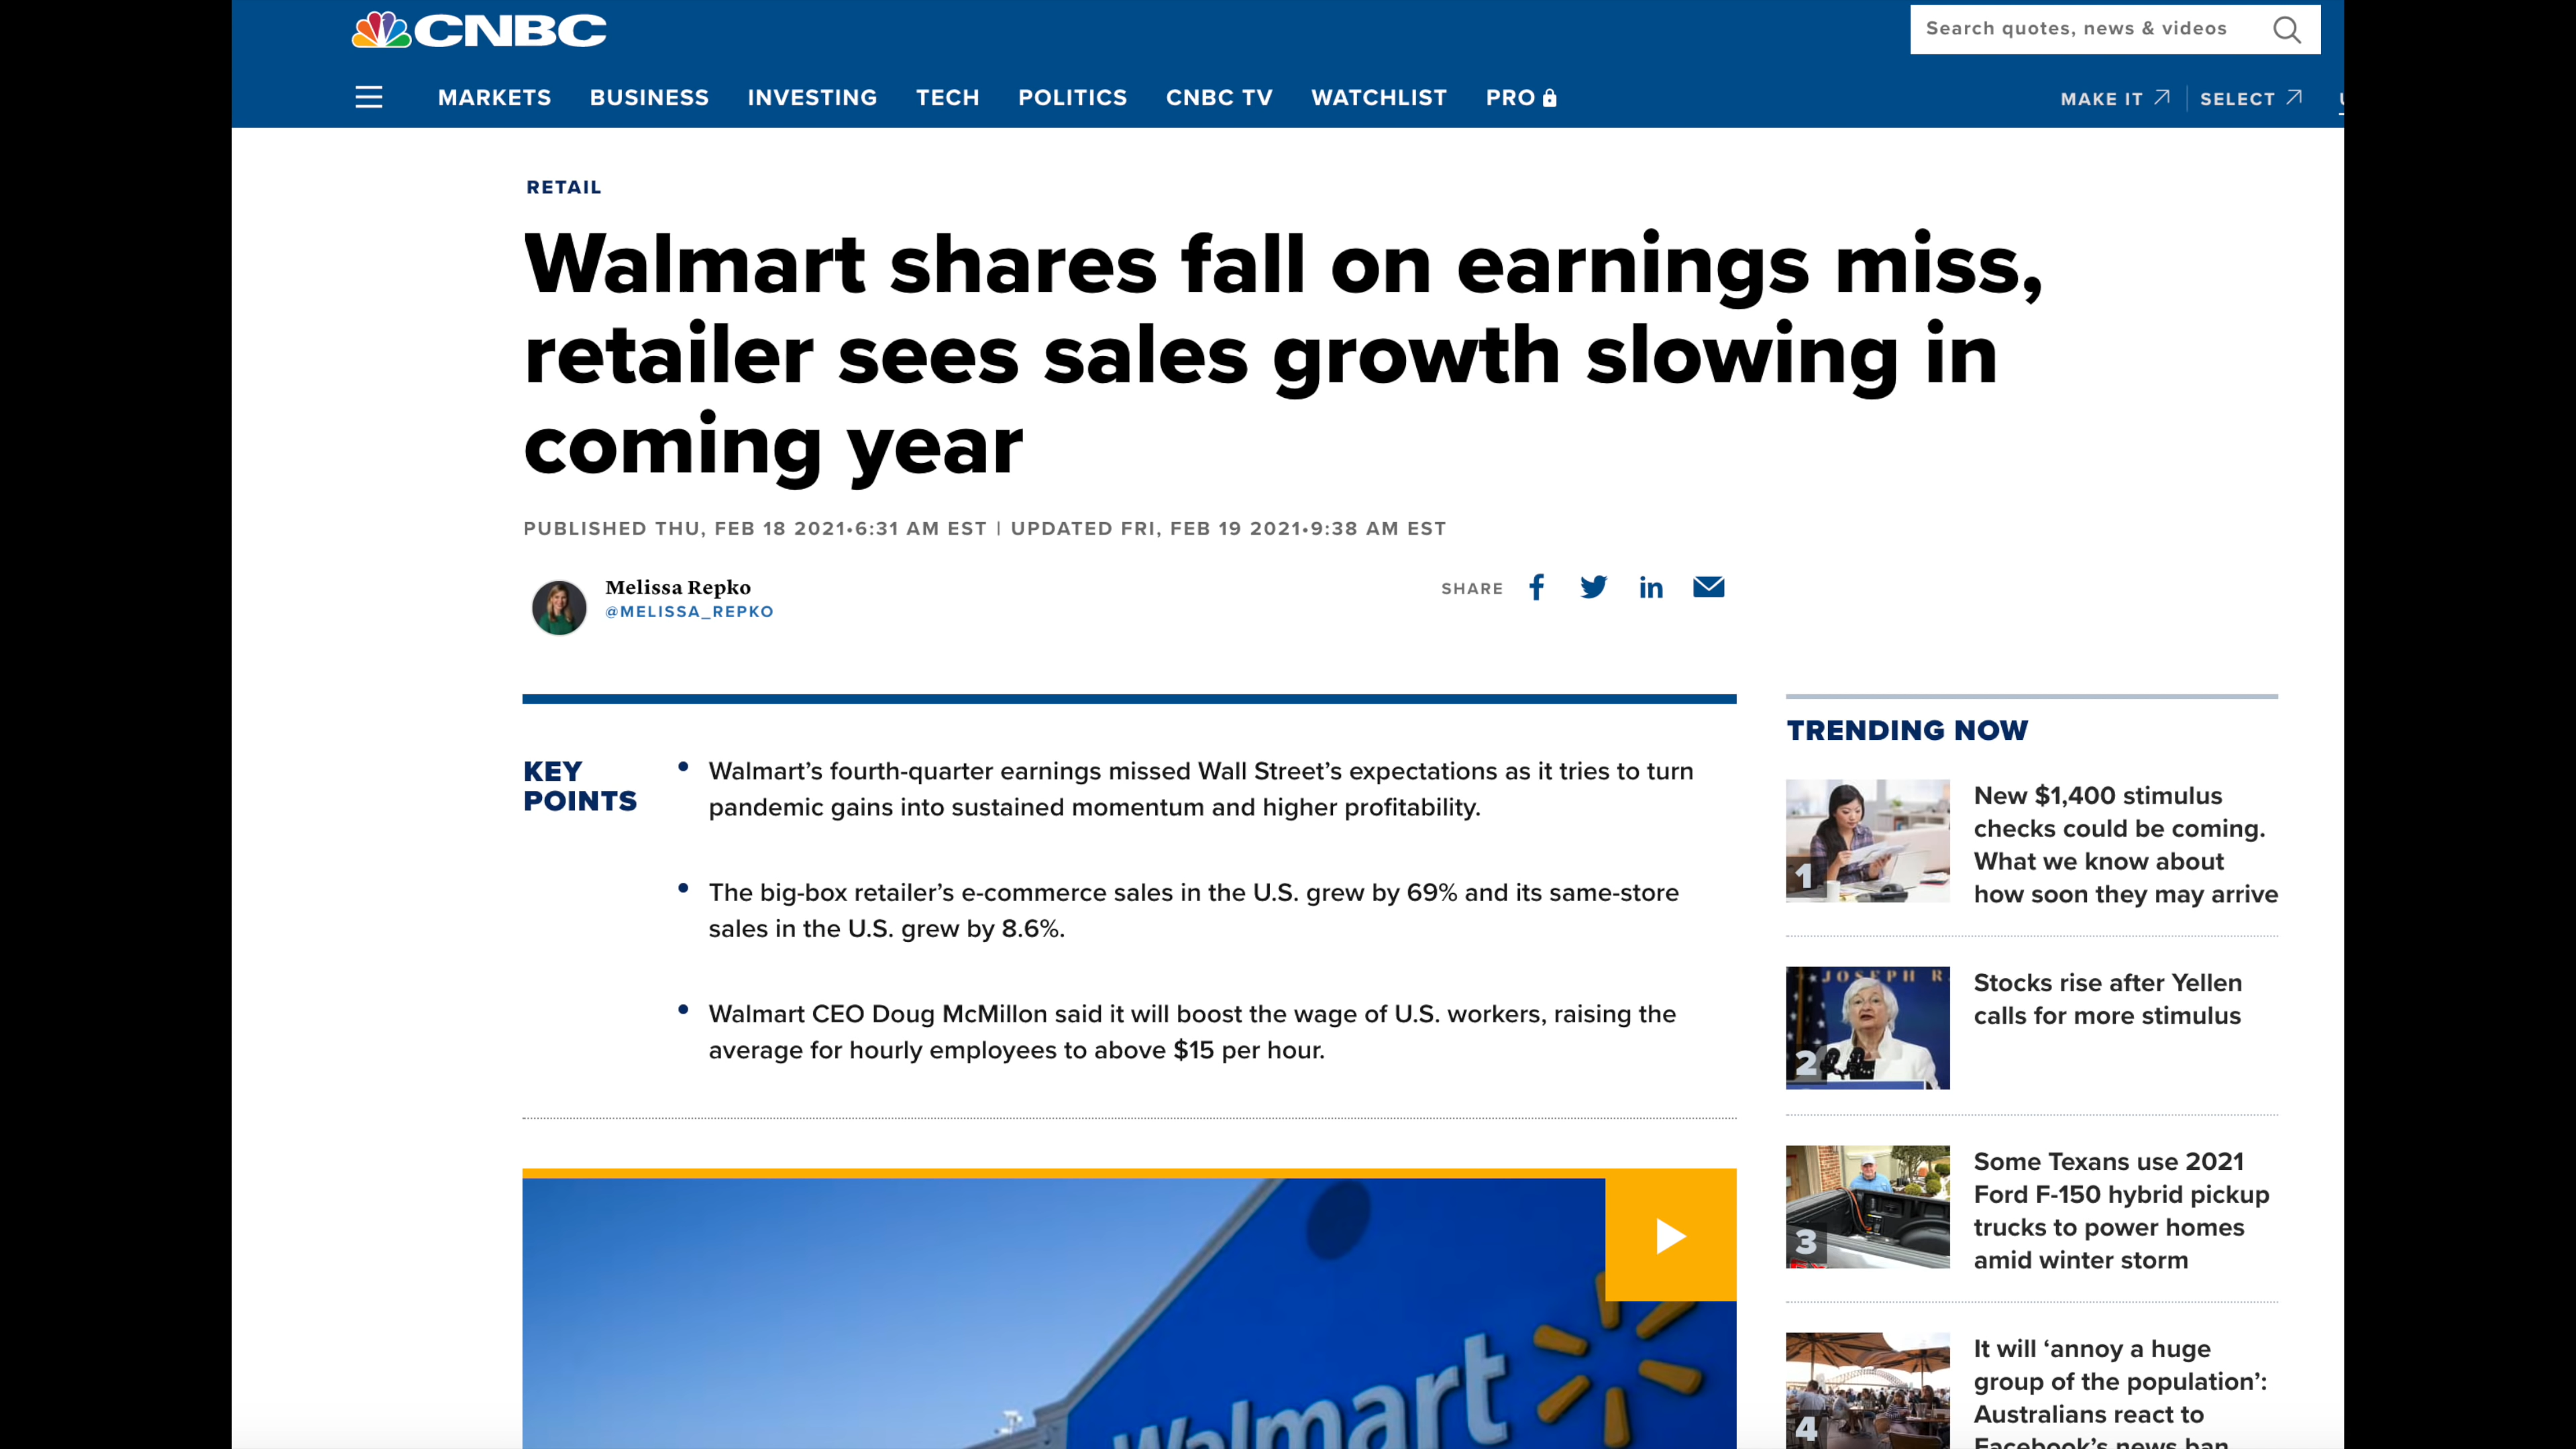 CNBC
Search quotes, news & videos
MARKETS BUSINESS INVESTING TECH POLITICS CNBC TV WATCHLIST PRO
MAKE IT SELECT
RETAIL
Walmart shares fall on earnings miss,
retailer sees sales growth slowing in
coming year
PUBLISHED THU, FEB 18 2021•6:31 AM EST | UPDATED FRI, FEB 19 2021•9:38 AM EST
Melissa Repko
@MELISSA_REPKO
SHARE
KEY
POINTS
• Walmart’s fourth-quarter earnings missed Wall Street’s expectations as it tries to turn
pandemic gains into sustained momentum and higher profitability.
• The big-box retailer’s e-commerce sales in the U.S. grew by 69% and its same-store
sales in the U.S. grew by 8.6%.
• Walmart CEO Doug McMillon said it will boost the wage of U.S. workers, raising the
average for hourly employees to above $15 per hour.
Walmart
TRENDING NOW
1
New $1,400 stimulus
checks could be coming.
What we know about
how soon they may arrive
JOSEPH R
2
Stocks rise after Yellen
calls for more stimulus
3
Some Texans use 2021
Ford F-150 hybrid pickup
trucks to power homes
amid winter storm
4
It will ‘annoy a huge
group of the population’:
Australians react to
Facebook’s news ban